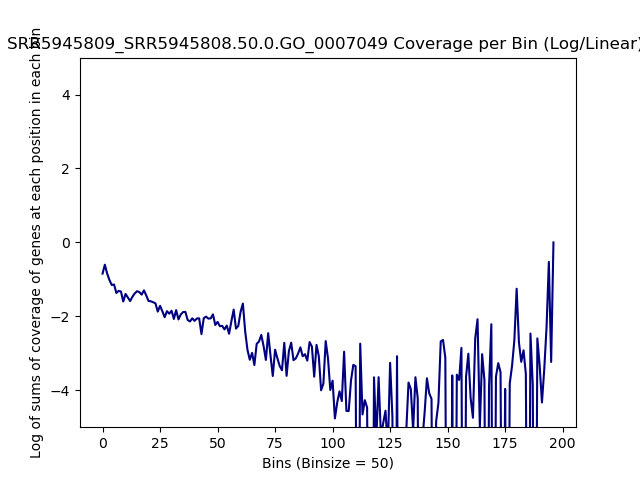 SRR5945809_SRR5945808.50.0.GO_0007049 Coverage per Bin (Log/Linear)
Log of sums of coverage of genes at each position in each bin
4
2
0
−2
−4
0 25 50 75 100 125 150 175 200
Bins (Binsize = 50)